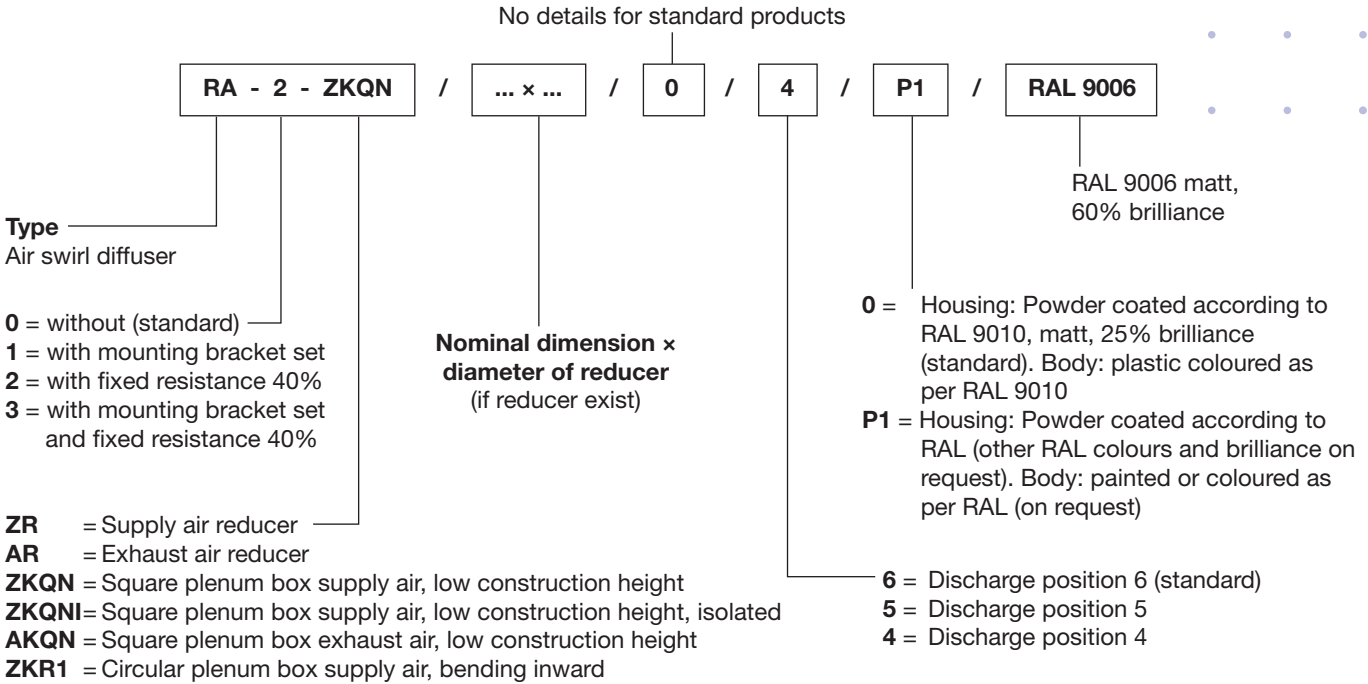 No details for standard products
RA - 2 - ZKQN / ... × ... / 0 / 4 / P1 / RAL 9006
RAL 9006 matt,
60% brilliance
Type
Air swirl diffuser
0 = without (standard)
1 = with mounting bracket set
2 = with fixed resistance 40%
3 = with mounting bracket set
and fixed resistance 40%
Nominal dimension ×
diameter of reducer
(if reducer exist)
0 = Housing: Powder coated according to
RAL 9010, matt, 25% brilliance
(standard). Body: plastic coloured as
per RAL 9010
P1 = Housing: Powder coated according to
RAL (other RAL colours and brilliance on
request). Body: painted or coloured as
per RAL (on request)
ZR = Supply air reducer
AR = Exhaust air reducer
ZKQN = Square plenum box supply air, low construction height
ZKQNI = Square plenum box supply air, low construction height, isolated
AKQN = Square plenum box exhaust air, low construction height
ZKR1 = Circular plenum box supply air, bending inward
6 = Discharge position 6 (standard)
5 = Discharge position 5
4 = Discharge position 4